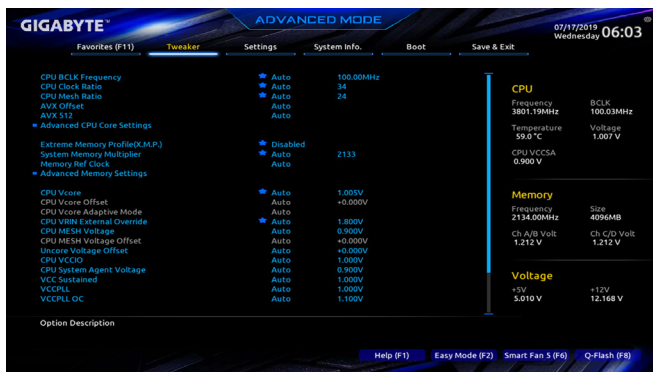 GIGABYTE™
ADVANCED MODE
07/17/2019
Wednesday 06:03
Favorites (F11) Tweaker Settings System Info. Boot Save & Exit
CPU BCLK Frequency Auto 100.00MHz
CPU Clock Ratio Auto 34
CPU Mesh Ratio Auto 24
AVX Offset Auto
AVX 512 Auto
Advanced CPU Core Settings
Extreme Memory Profile(X.M.P.) Disabled
System Memory Multiplier Auto 2133
Memory Ref Clock Auto
Advanced Memory Settings
CPU Vcore Auto 1.005V
CPU Vcore Offset Auto +0.000V
CPU Vcore Adaptive Mode Auto
CPU VRIN External Override Auto 1.800V
CPU MESH Voltage Auto 0.900V
CPU MESH Voltage Offset Auto +0.000V
Uncore Voltage Offset Auto +0.000V
CPU VCCIO Auto 1.000V
CPU System Agent Voltage Auto 0.900V
VCC Sustained Auto 1.000V
VCCPLL Auto 1.000V
VCCPLL OC Auto 1.100V
CPU
Frequency BCLK
3801.19MHz 100.03MHz
Temperature Voltage
59.0 °C 1.007 V
CPU VCCSA
0.900 V
Memory
Frequency Size
2134.00MHz 4096MB
Ch A/B Volt Ch C/D Volt
1.212 V 1.212 V
Voltage
+5V +12V
5.010 V 12.168 V
Option Description
Help (F1) Easy Mode (F2) Smart Fan 5 (F6) Q-Flash (F8)